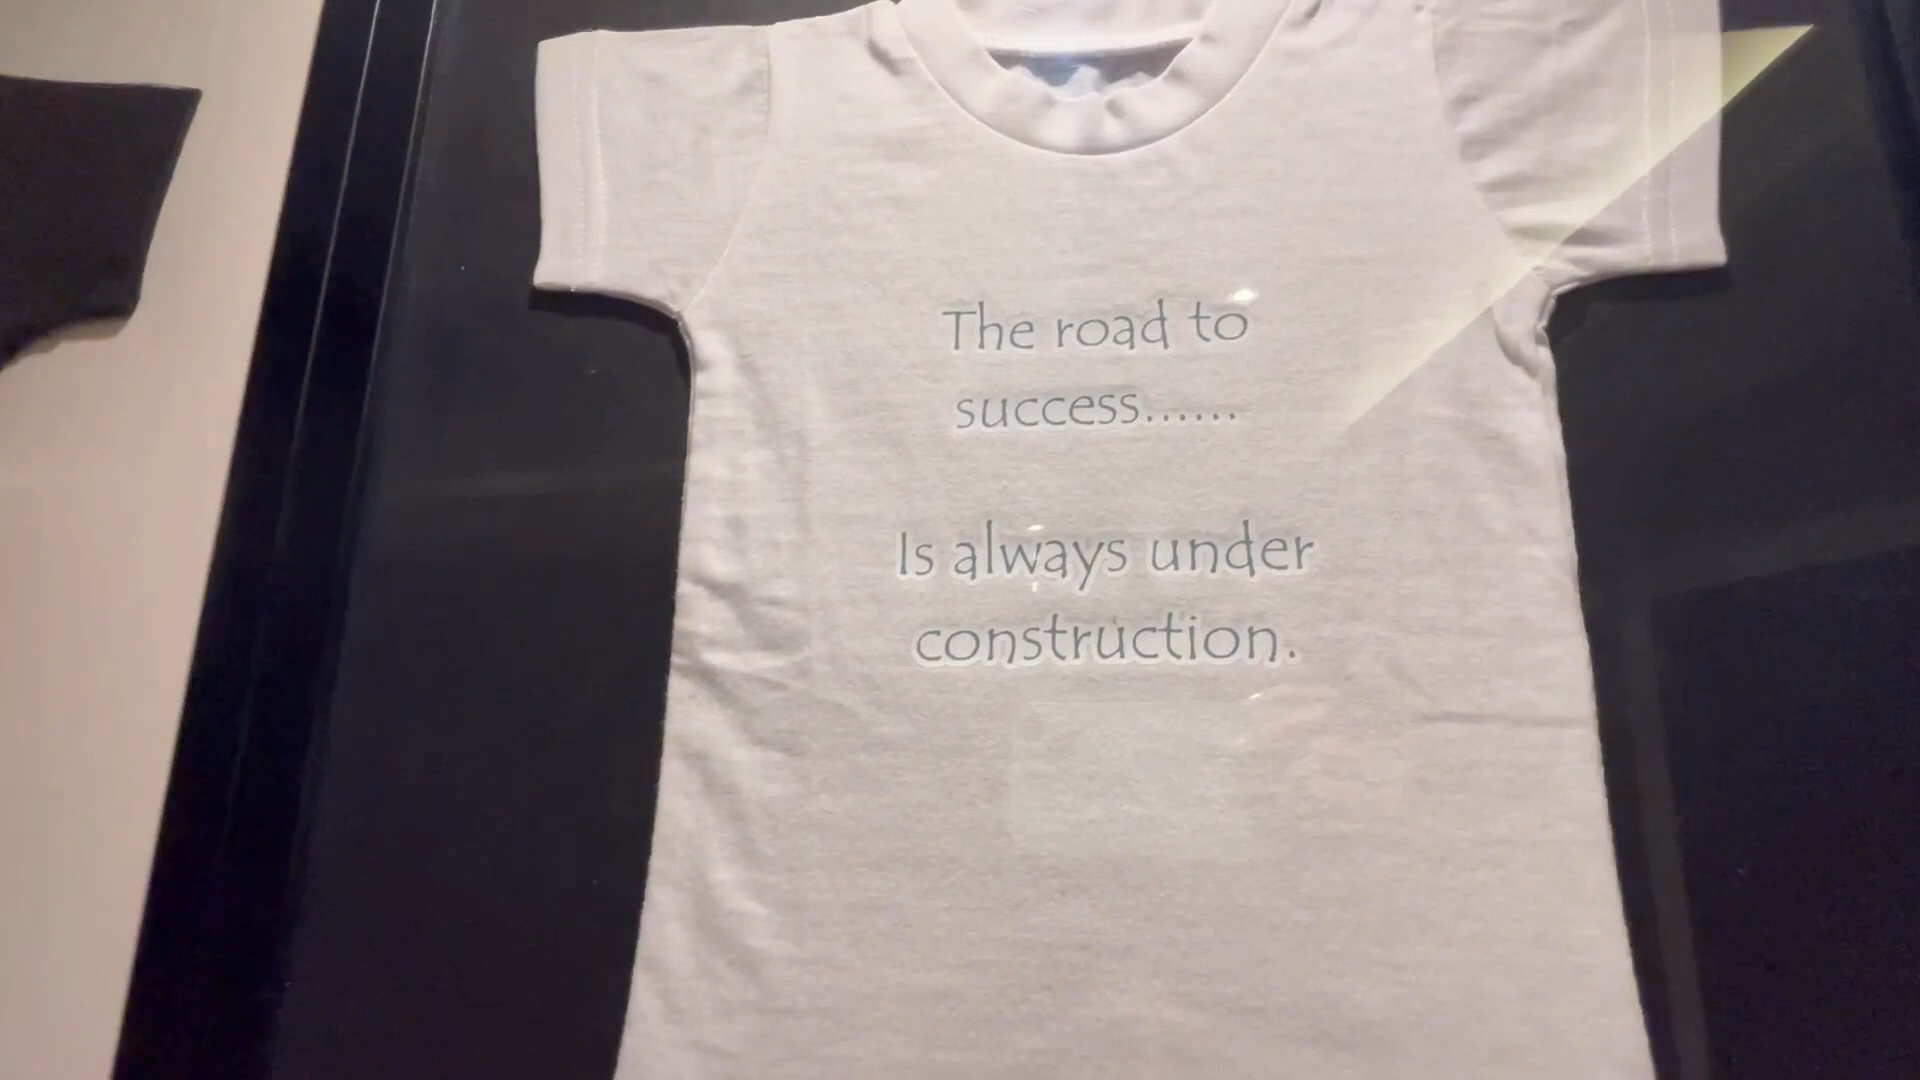 The road to
success......
Is always under
construction.